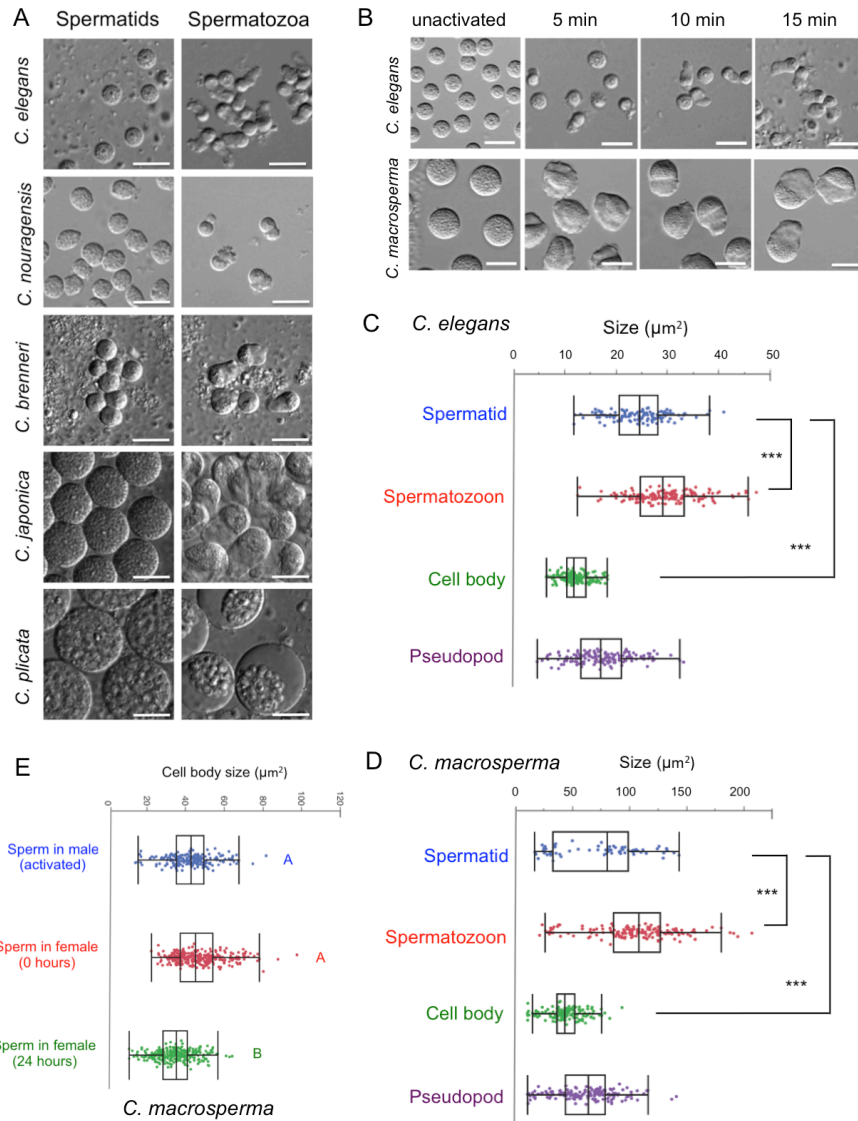 A
Spermatids
Spermatozoa
C. elegans
C. nouragensis
C. brenneri
C. japonica
C. plicata
B
unactivated
5 min
10 min
15 min
C. elegans
C. macrosperma
C
C. elegans
Size (μm²)
0
10
20
30
40
50
Spermatid
Spermatozoon
Cell body
Pseudopod
***
***
E
Cell body size (μm²)
20
40
60
80
100
120
Sperm in male
(activated)
A
Sperm in female
(0 hours)
A
Sperm in female
(24 hours)
B
C. macrosperma
D
C. macrosperma
Size (μm²)
0
50
100
150
200
Spermatid
Spermatozoon
Cell body
Pseudopod
***
***